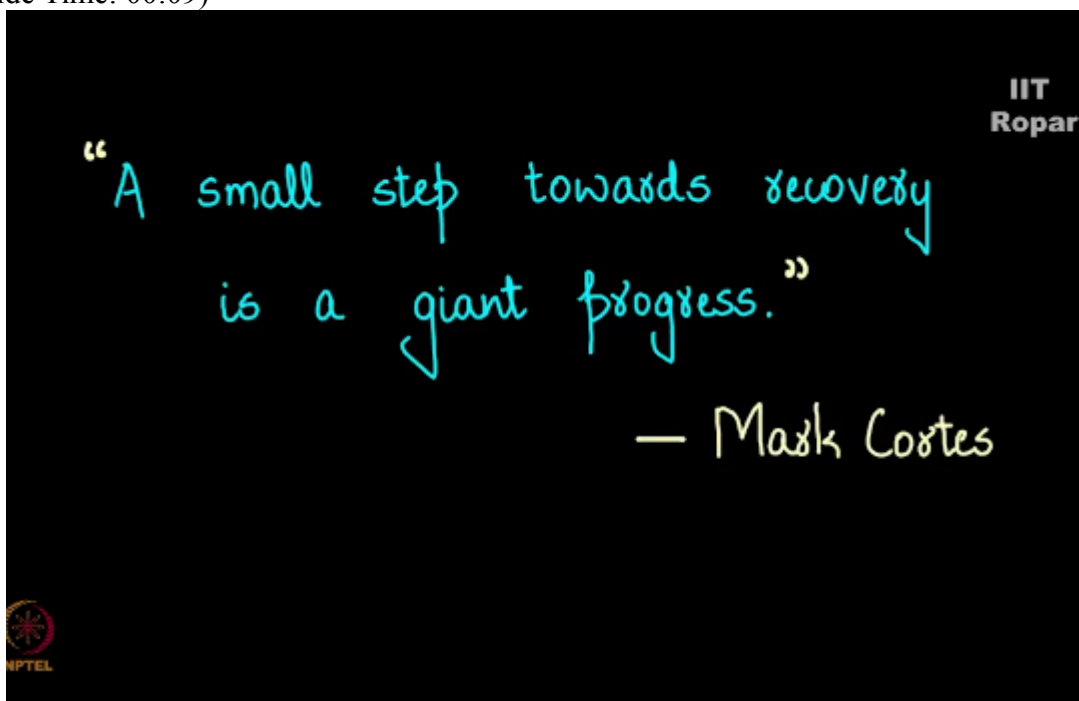 IIT
Ropar
“A small step towards recovery
is a giant progress.”
— Mark Cortes
NPTEL